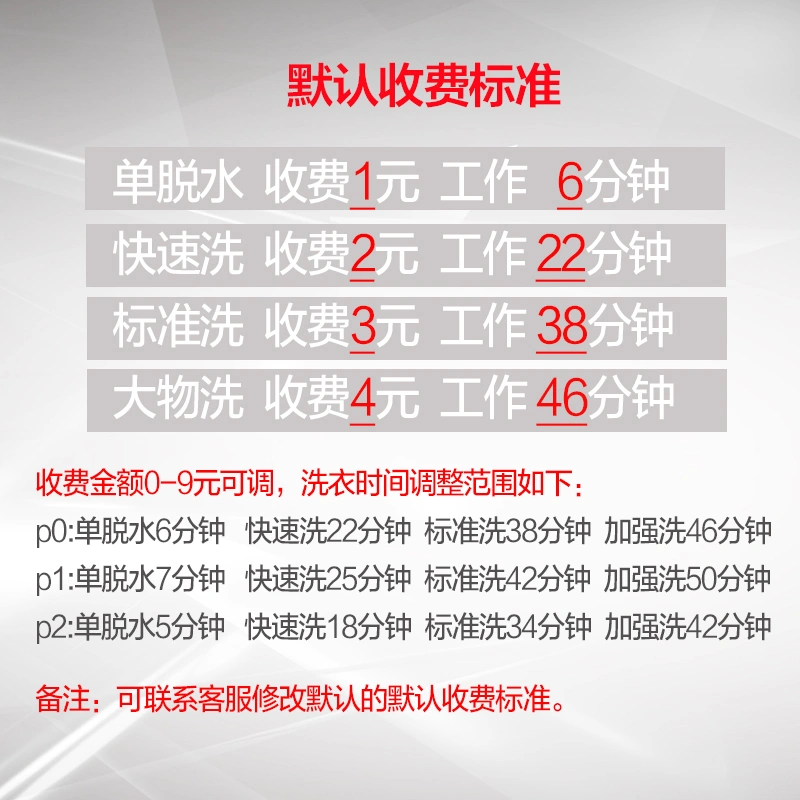 默认收费标准
单脱水 收费1元 工作 6分钟
快速洗 收费2元 工作 22分钟
标准洗 收费3元 工作 38分钟
大物洗 收费4元 工作 46分钟
收费金额0-9元可调，洗衣时间调整范围如下：
p0:单脱水6分钟 快速洗22分钟 标准洗38分钟 加强洗46分钟
p1:单脱水7分钟 快速洗25分钟 标准洗42分钟 加强洗50分钟
p2:单脱水5分钟 快速洗18分钟 标准洗34分钟 加强洗42分钟
备注：可联系客服修改默认的默认收费标准。